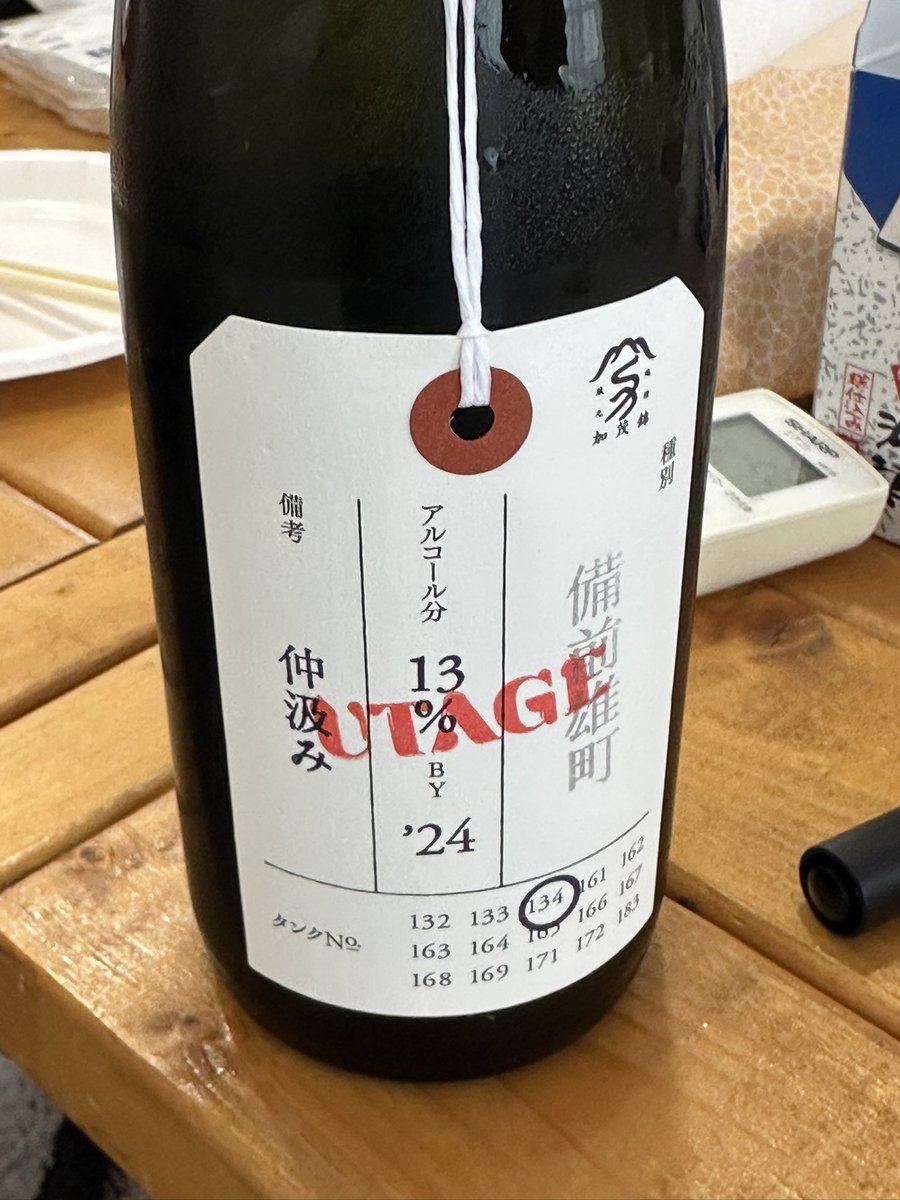 加茂錦
種別
備前雄町
アルコール分
13
%
BY
'24
備考
仲汲み
UTAGE
タンクNo.
132 133 134 161 162
163 164 165 166 167
168 169 171 172 183
SHARP